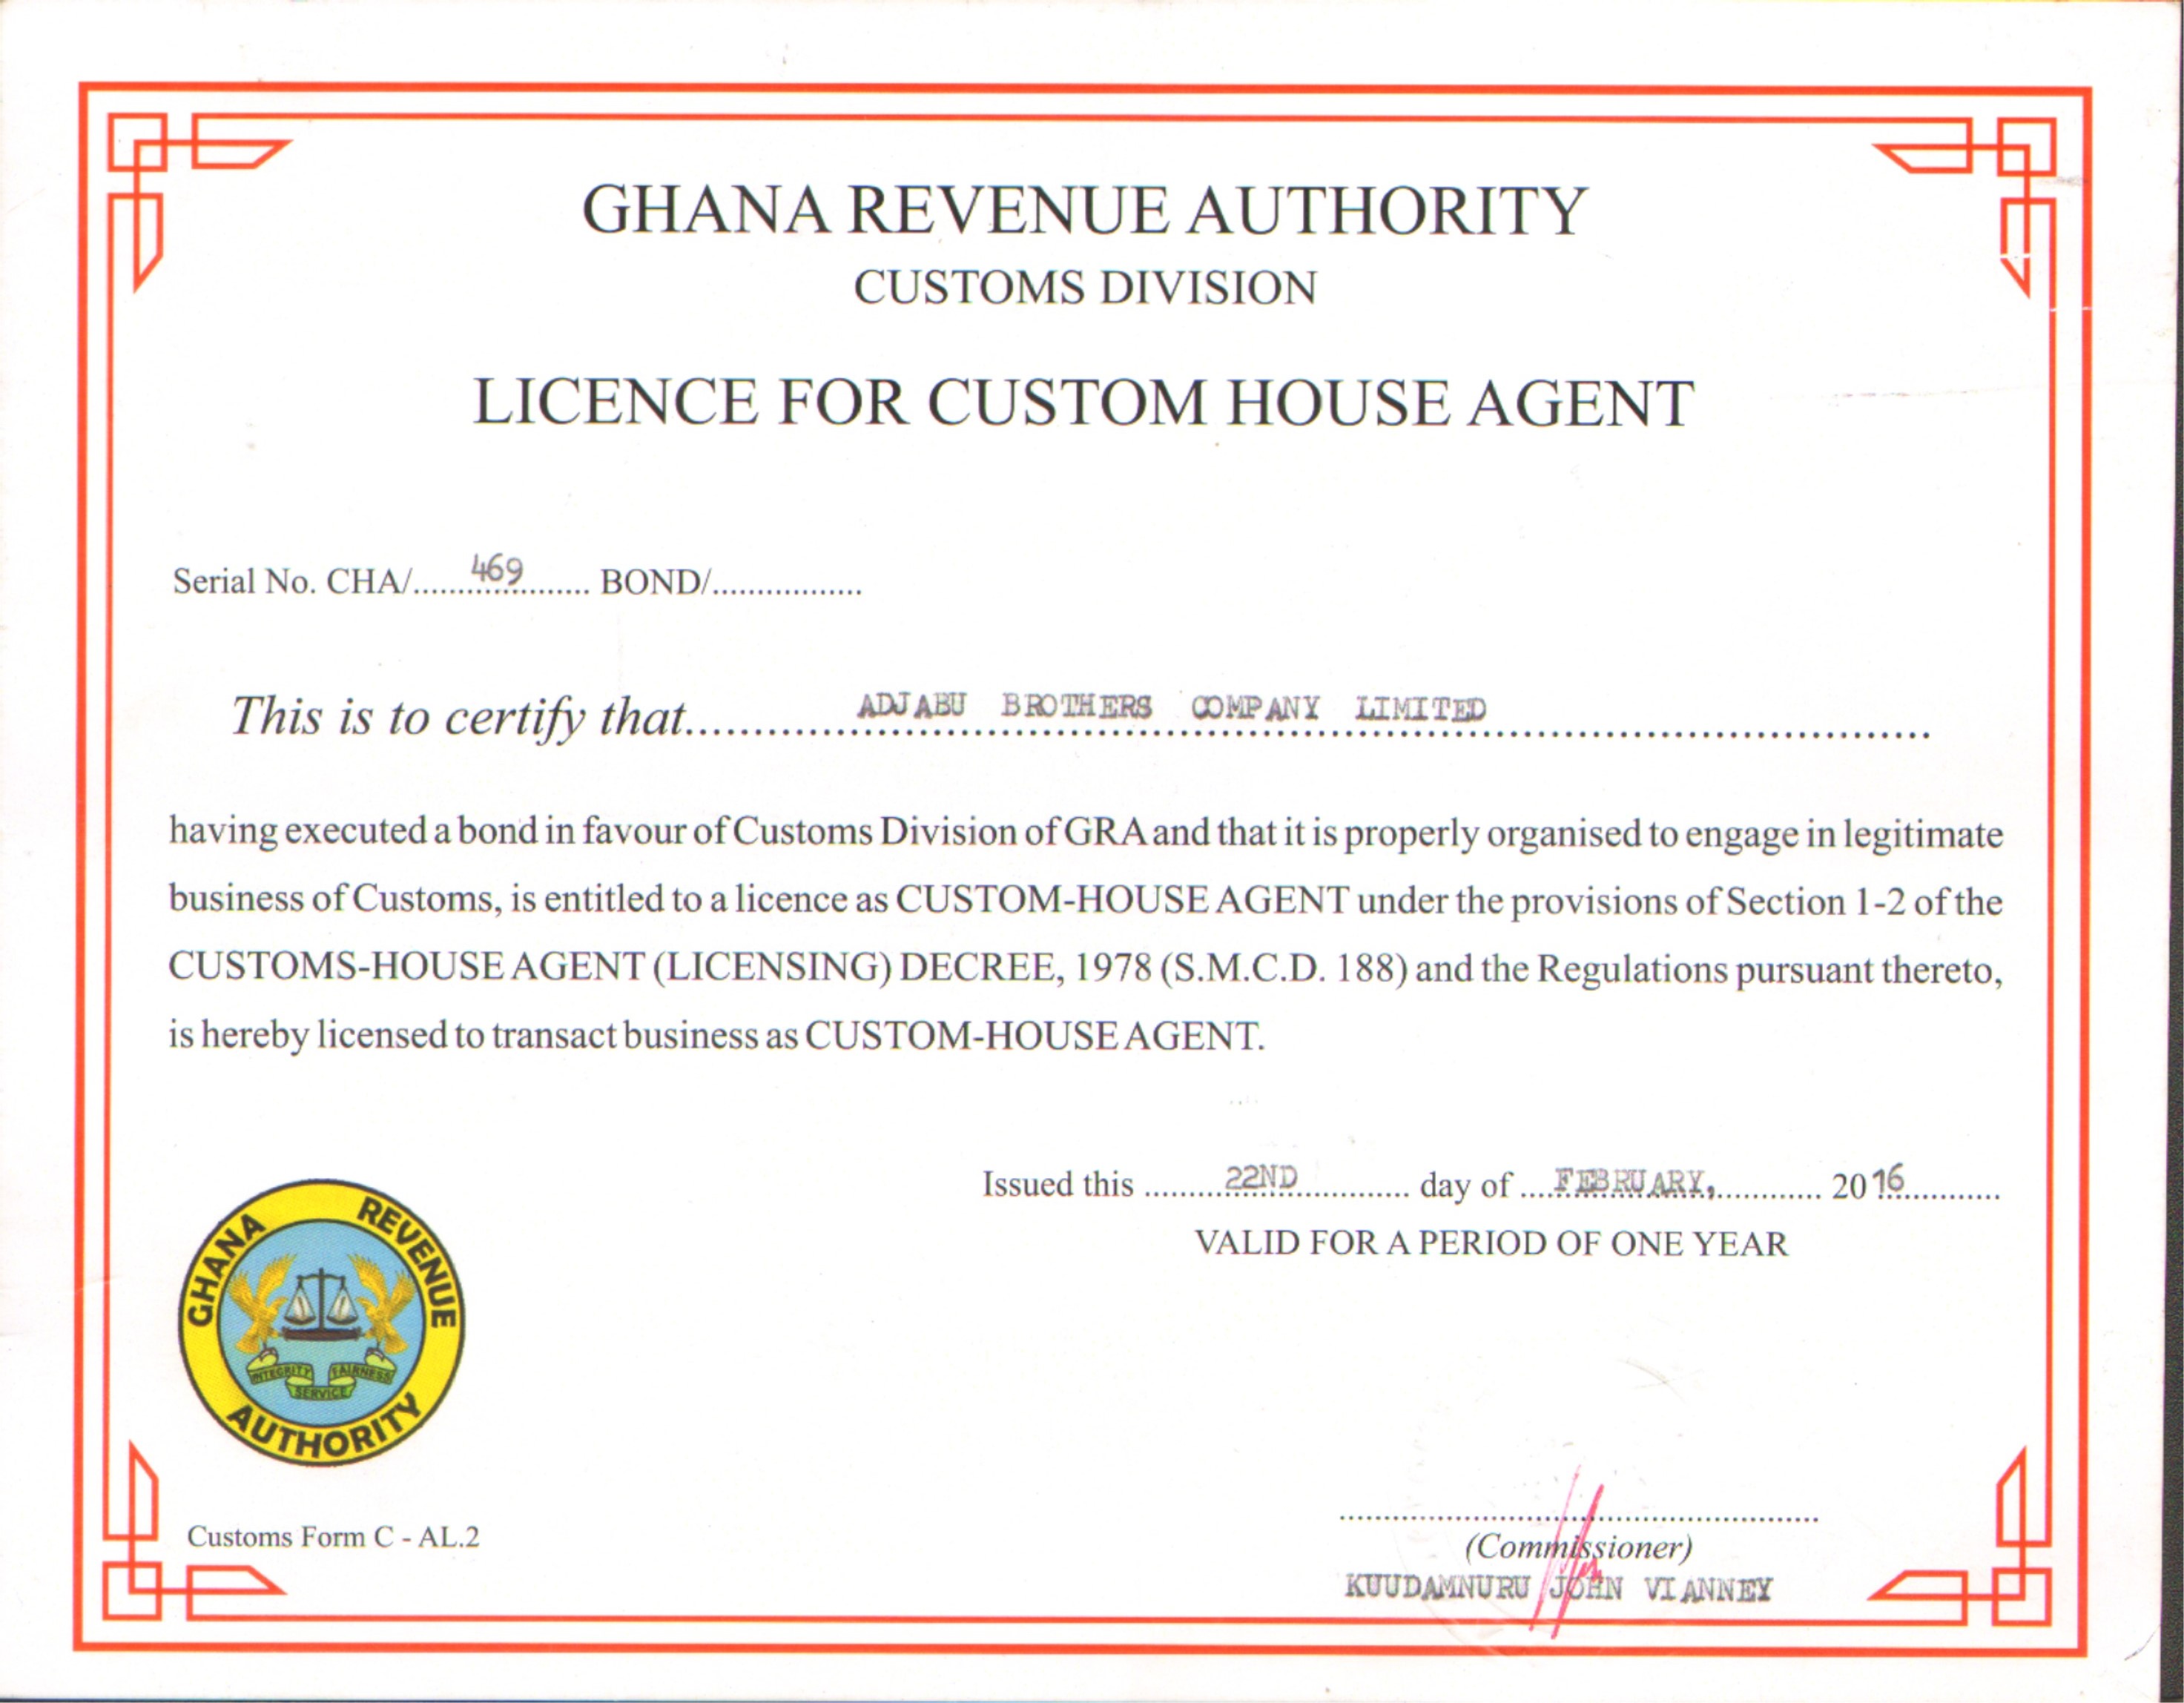 GHANA REVENUE AUTHORITY
CUSTOMS DIVISION
LICENCE FOR CUSTOM HOUSE AGENT
Serial No. CHA/.....469.......... BOND/.................
This is to certify that..........ADJABU BROTHERS COMPANY LIMITED..............................
having executed a bond in favour of Customs Division of GRA and that it is properly organised to engage in legitimate
business of Customs, is entitled to a licence as CUSTOM-HOUSE AGENT under the provisions of Section 1-2 of the
CUSTOMS-HOUSE AGENT (LICENSING) DECREE, 1978 (S.M.C.D. 188) and the Regulations pursuant thereto,
is hereby licensed to transact business as CUSTOM-HOUSE AGENT.
Issued this .........22ND............ day of ....FEBRUARY,............ 2016..............
VALID FOR A PERIOD OF ONE YEAR
GHANA REVENUE
INTEGRITY FAIRNESS
SERVICE
AUTHORITY
Customs Form C - AL.2
(Commissioner)
KUUDAMNURU JOHN VIANNEY